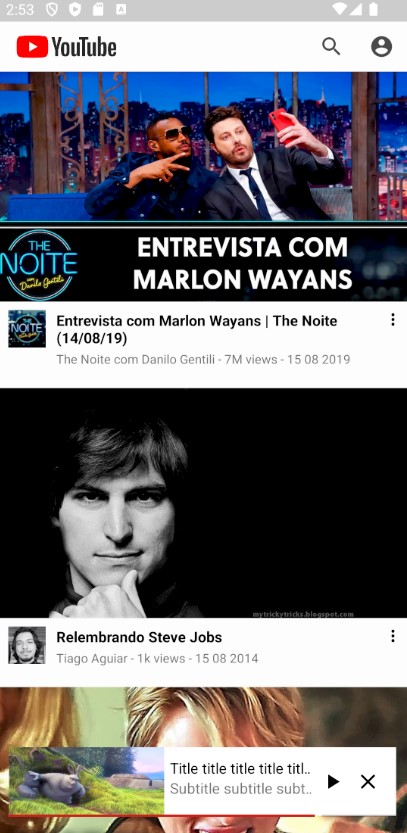 2:53
YouTube
THE
NOITE
com Danilo Gentili
ENTREVISTA COM
MARLON WAYANS
Entrevista com Marlon Wayans | The Noite
(14/08/19)
The Noite com Danilo Gentili - 7M views - 15 08 2019
mytrickytricks.blogspot.com
Relembrando Steve Jobs
Tiago Aguiar - 1k views - 15 08 2014
Title title title title titl..
Subtitle subtitle subt..